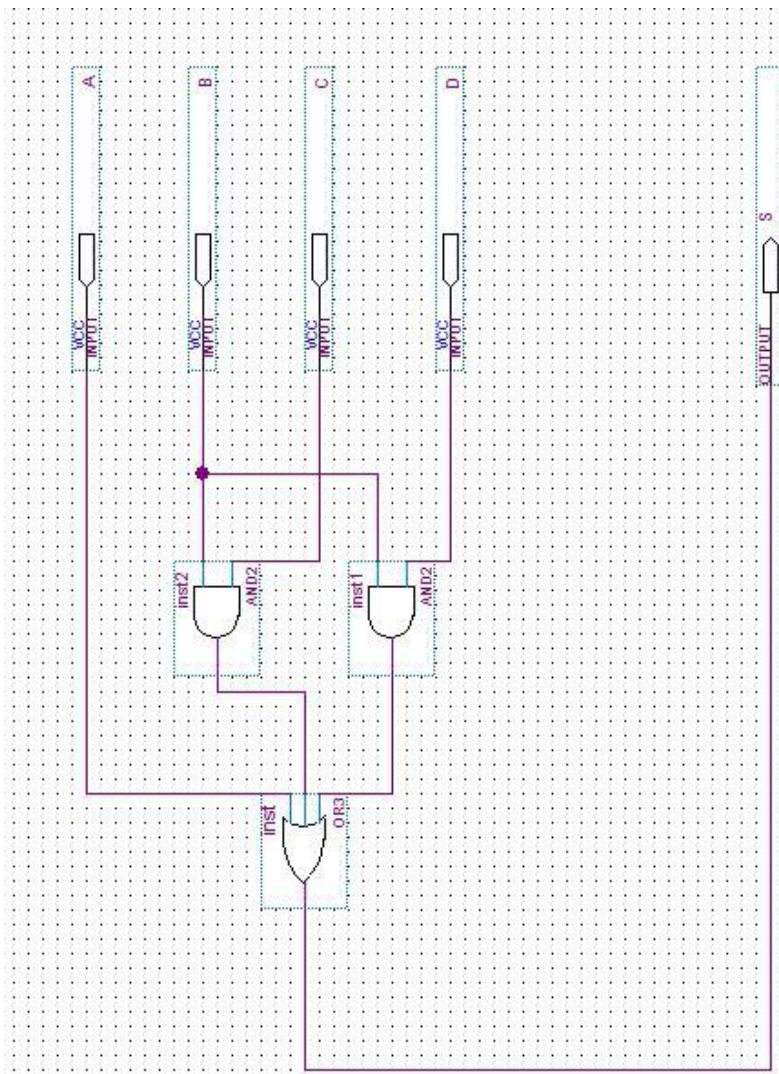 A
B
C
D
S
VCC
INPUT
VCC
INPUT
VCC
INPUT
VCC
INPUT
OUTPUT
inst2
AND2
inst1
AND2
inst
OR3